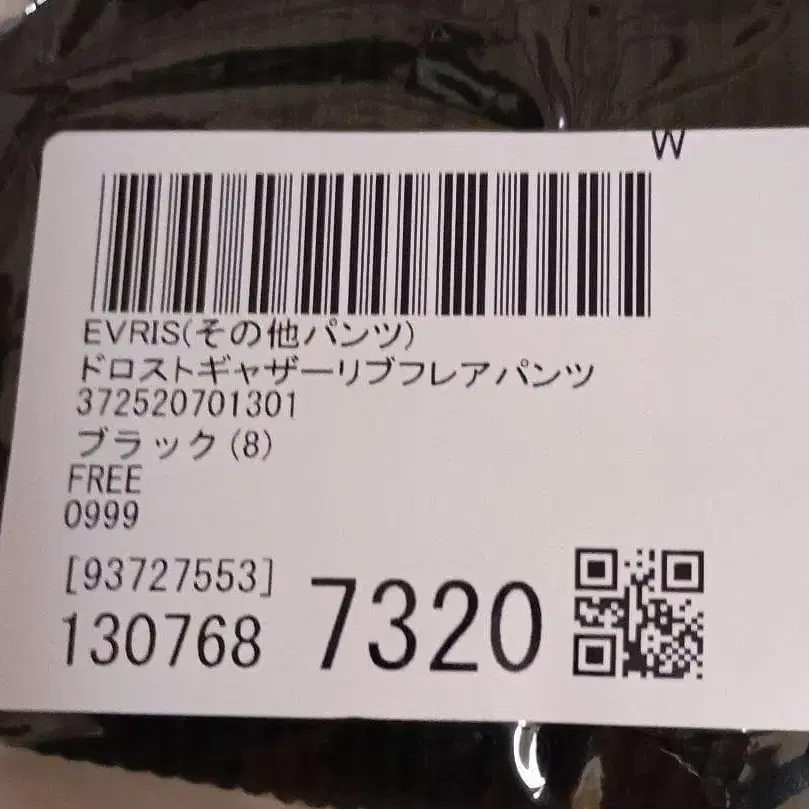 W
EVRIS(その他パンツ)
ドロストギャザーリブフレアパンツ
372520701301
ブラック(8)
FREE
0999
[93727553]
130768 7320